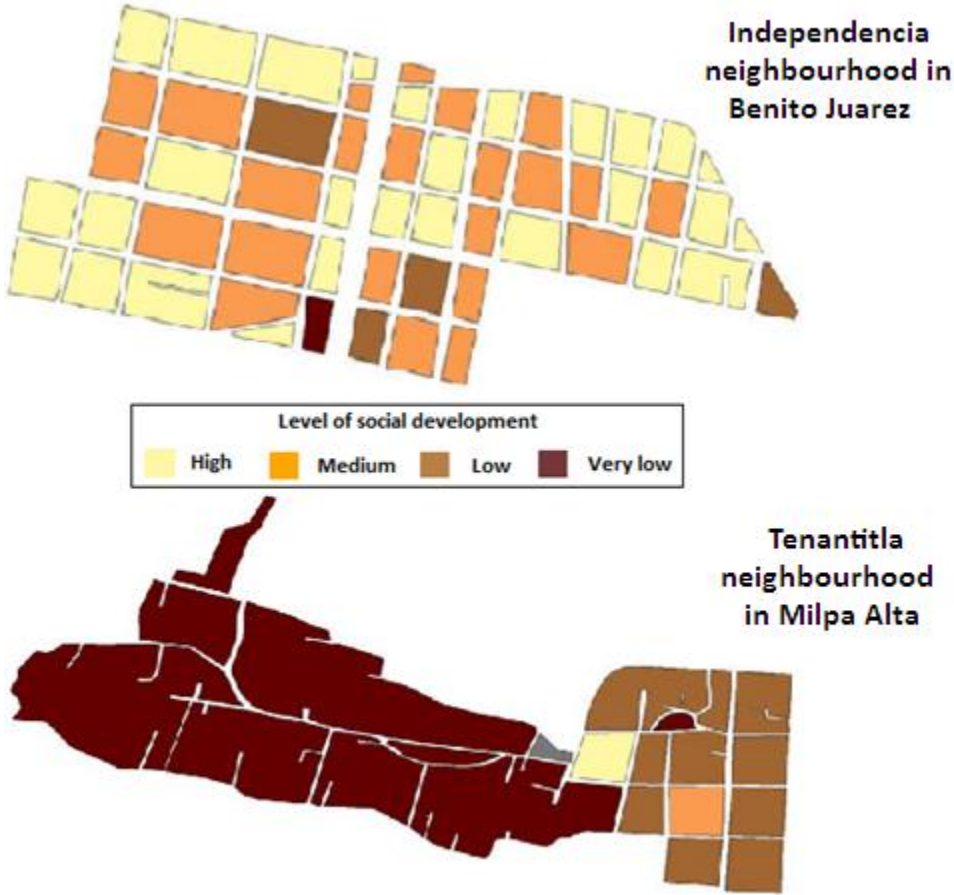 Independencia
neighbourhood in
Benito Juarez
Level of social development
High Medium Low Very low
Tenantitla
neighbourhood
in Milpa Alta